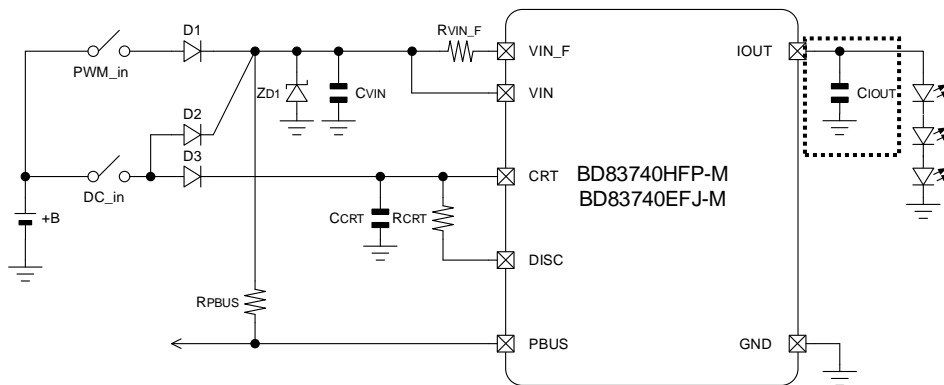 D1
PWM_in
D2
D3
DC_in
+B
ZD1
CVIN
RVIN_F
CCRT
RCRT
RPBUS
VIN_F
VIN
CRT
DISC
PBUS
BD83740HFP-M
BD83740EFJ-M
IOUT
GND
CIOUT